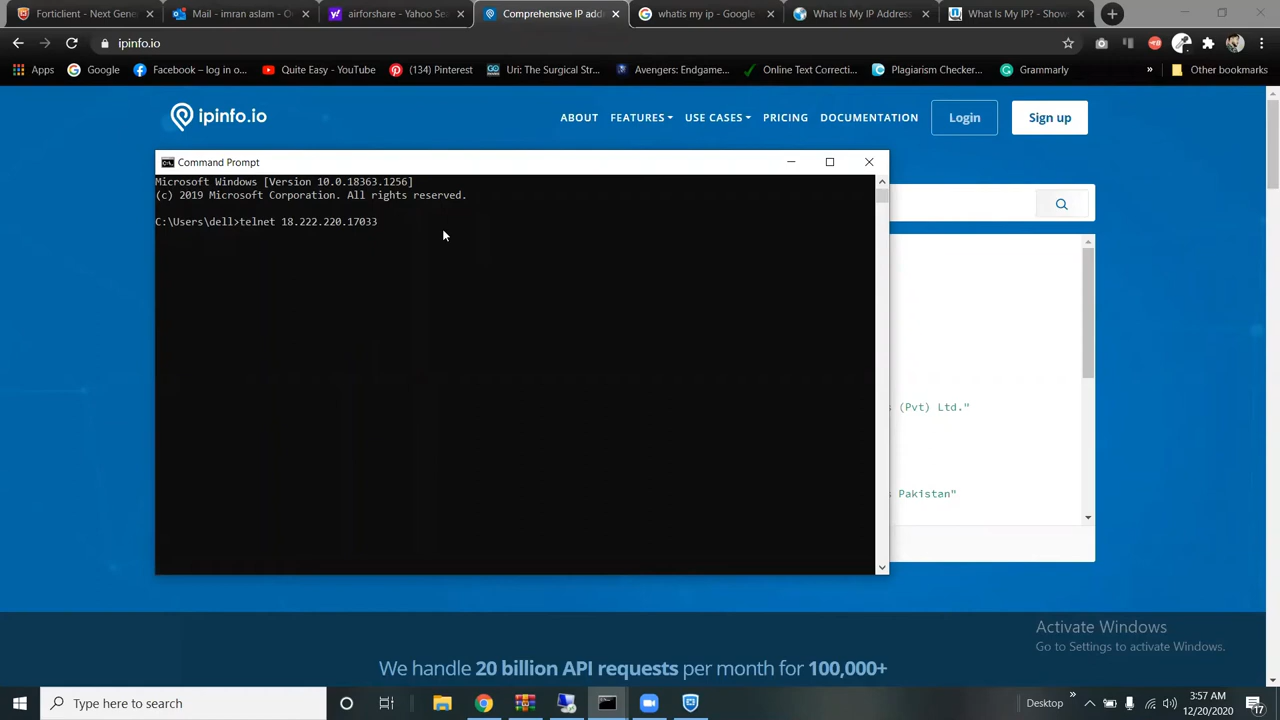 Forticlient - Next Gener
Mail - imran aslam - O
airforshare - Yahoo Se
Comprehensive IP add
whatis my ip - Google
What Is My IP Address
What Is My IP? - Show
ipinfo.io
Apps
Google
Facebook – log in o...
Quite Easy - YouTube
(134) Pinterest
Uri: The Surgical Str...
Avengers: Endgame...
Online Text Correcti...
Plagiarism Checker...
Grammarly
»
Other bookmarks
ipinfo.io
ABOUT
FEATURES
USE CASES
PRICING
DOCUMENTATION
Login
Sign up
Command Prompt
Microsoft Windows [Version 10.0.18363.1256]
(c) 2019 Microsoft Corporation. All rights reserved.
C:\Users\dell>telnet 18.222.220.17033
s (Pvt) Ltd."
s Pakistan"
We handle 20 billion API requests per month for 100,000+
Activate Windows
Go to Settings to activate Windows.
Type here to search
Desktop
»
3:57 AM
12/20/2020
17